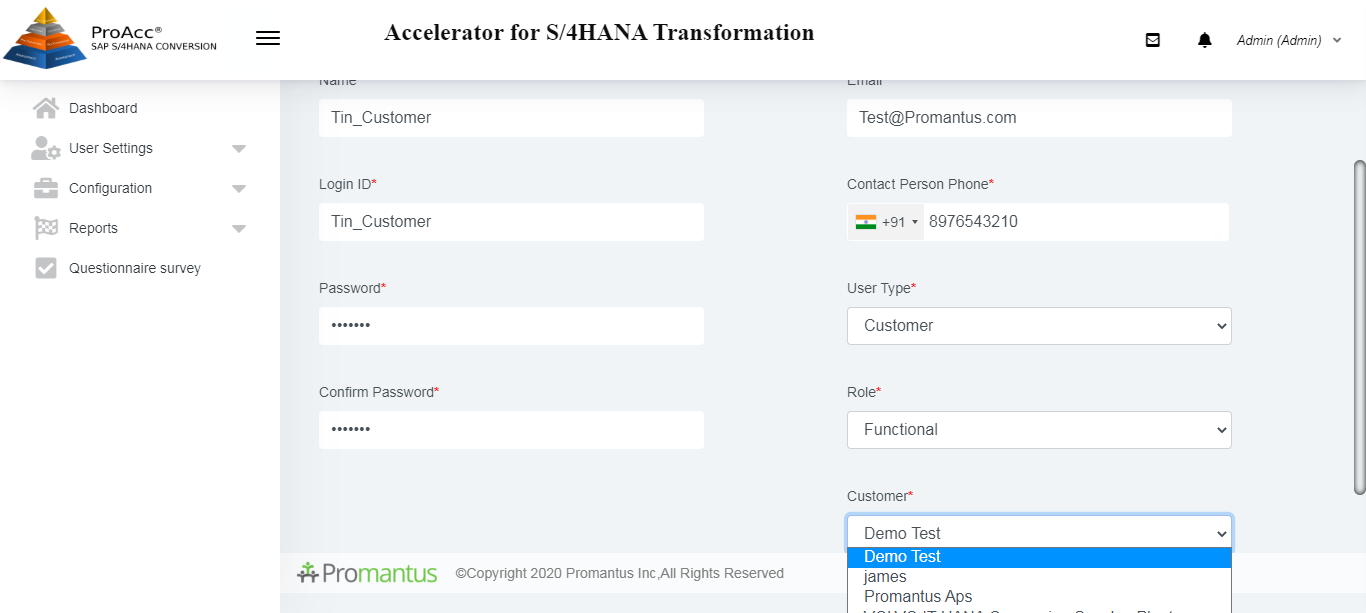 ProAcc®
SAP S/4HANA CONVERSION
Accelerator for S/4HANA Transformation
Admin (Admin)
Dashboard
User Settings
Configuration
Reports
Questionnaire survey
Name
Email
Tin_Customer
Test@Promantus.com
Login ID*
Contact Person Phone*
Tin_Customer
+91
8976543210
Password*
User Type*
•••••••
Customer
Confirm Password*
Role*
•••••••
Functional
Customer*
Demo Test
Demo Test
james
Promantus Aps
Promantus
©Copyright 2020 Promantus Inc,All Rights Reserved